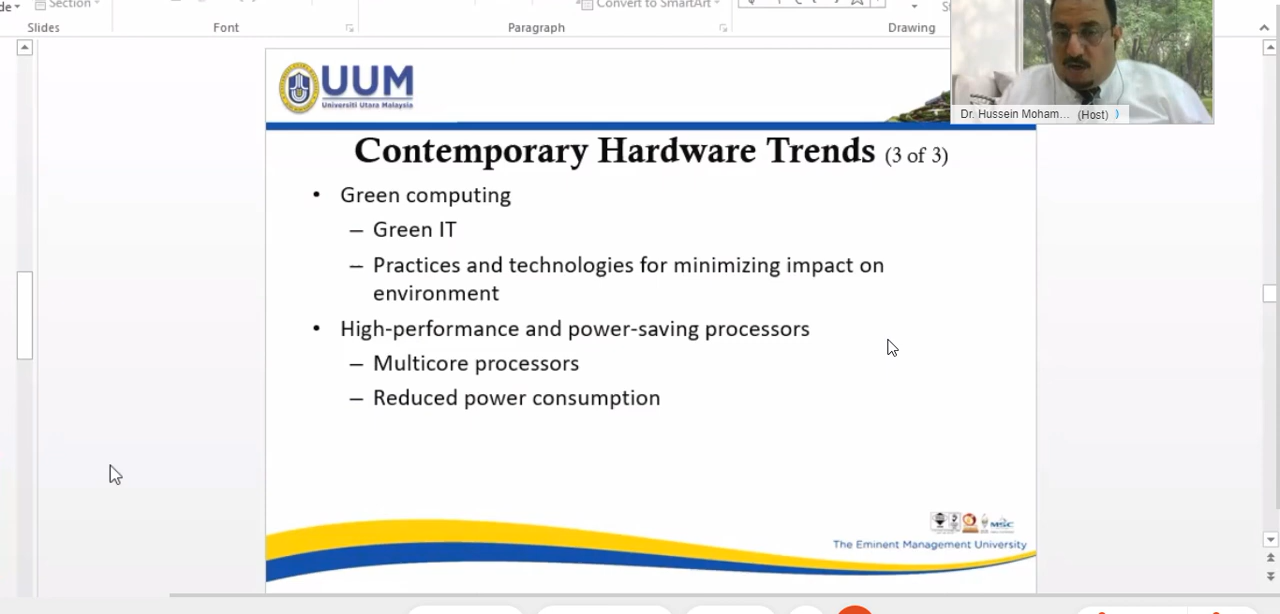 Section
Convert to SmartArt
Slides
Font
Paragraph
Drawing
UUM
Universiti Utara Malaysia
Dr. Hussein Moham... (Host)
Contemporary Hardware Trends (3 of 3)
• Green computing
– Green IT
– Practices and technologies for minimizing impact on
environment
• High-performance and power-saving processors
– Multicore processors
– Reduced power consumption
MSC
The Eminent Management University